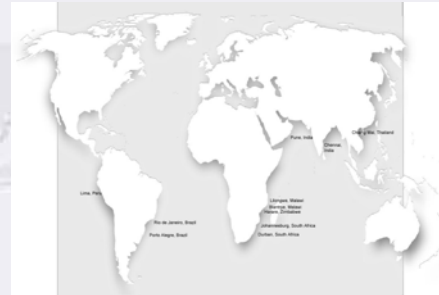 Pune, India
Chiang Mai, Thailand
Chennai,
India
Lima, Peru
Lilongwe, Malawi
Blantyre, Malawi
Harare, Zimbabwe
Rio de Janeiro, Brazil
Johannesburg, South Africa
Porto Alegre, Brazil
Durban, South Africa